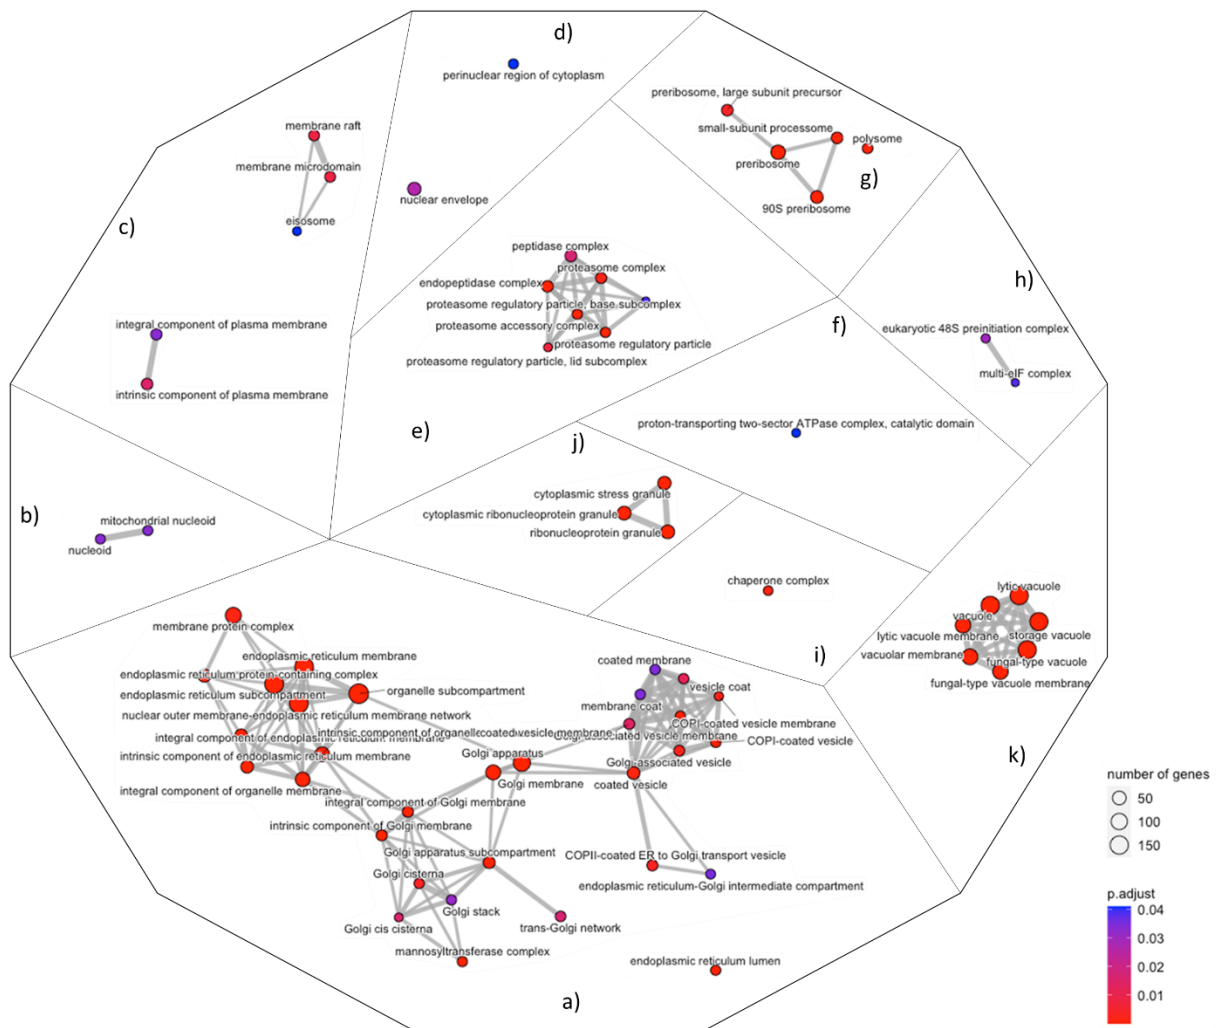 d)
perinuclear region of cytoplasm
preribosome, large subunit precursor
small-subunit processome
polysome
preribosome
g)
90S preribosome
membrane raft
membrane microdomain
eisosome
c)
nuclear envelope
peptidase complex
proteasome complex
endopeptidase complex
proteasome regulatory particle, base subcomplex
proteasome accessory complex
proteasome regulatory particle
proteasome regulatory particle, lid subcomplex
h)
f)
eukaryotic 48S preinitiation complex
multi-eIF complex
integral component of plasma membrane
intrinsic component of plasma membrane
e)
j)
proton-transporting two-sector ATPase complex, catalytic domain
cytoplasmic stress granule
cytoplasmic ribonucleoprotein granule
ribonucleoprotein granule
b)
mitochondrial nucleoid
nucleoid
chaperone complex
i)
lytic vacuole
vacuole
lytic vacuole membrane
storage vacuole
vacuolar membrane
fungal-type vacuole
fungal-type vacuole membrane
k)
membrane protein complex
endoplasmic reticulum membrane
endoplasmic reticulum protein-containing complex
endoplasmic reticulum subcompartment
organelle subcompartment
nuclear outer membrane-endoplasmic reticulum membrane network
integral component of endoplasmic reticulum membrane
intrinsic component of organelle
coated vesicle membrane
intrinsic component of endoplasmic reticulum membrane
integral component of organelle membrane
coated membrane
vesicle coat
membrane coat
COPI-coated vesicle membrane
Golgi-associated vesicle membrane
COPI-coated vesicle
Golgi-associated vesicle
coated vesicle
Golgi apparatus
Golgi membrane
integral component of Golgi membrane
intrinsic component of Golgi membrane
Golgi apparatus subcompartment
COPII-coated ER to Golgi transport vesicle
endoplasmic reticulum-Golgi intermediate compartment
Golgi cisterna
Golgi stack
Golgi cis cisterna
trans-Golgi network
mannosyltransferase complex
endoplasmic reticulum lumen
a)
number of genes
50
100
150
p.adjust
0.04
0.03
0.02
0.01